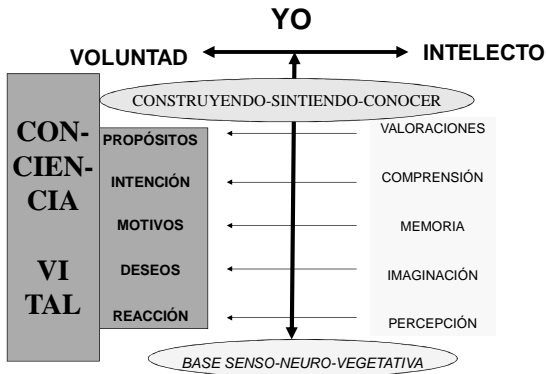 YO
VOLUNTAD
INTELECTO
CONSTRUYENDO-SINTIENDO-CONOCER
CON-
CIEN-
CIA
VI
TAL
PROPÓSITOS
VALORACIONES
INTENCIÓN
COMPRENSIÓN
MOTIVOS
MEMORIA
DESEOS
IMAGINACIÓN
REACCIÓN
PERCEPCIÓN
BASE SENSO-NEURO-VEGETATIVA